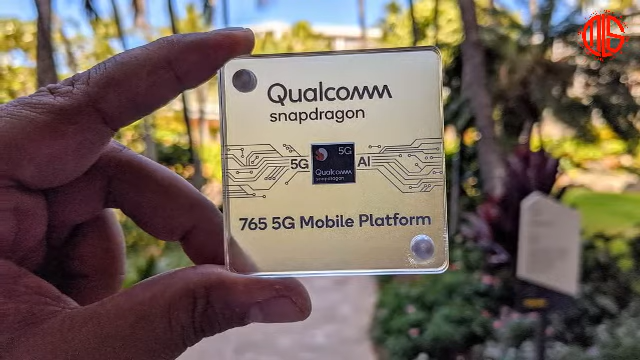 Qualcomm
snapdragon
5G
5G
Qualcomm
snapdragon
AI
765 5G Mobile Platform